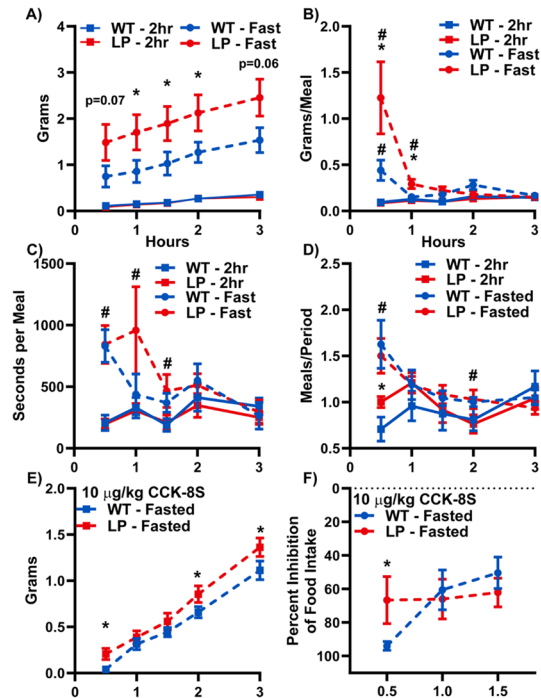 A)
WT - 2hr
WT - Fast
LP - 2hr
LP - Fast
4
3
2
1
0
Grams
p=0.07
*
*
*
p=0.06
0
1
2
3
Hours
B)
WT - 2hr
LP - 2hr
WT - Fast
LP - Fast
2.0
1.5
1.0
0.5
0.0
Grams/Meal
#
*
#
#
*
0
1
2
3
Hours
C)
WT - 2hr
LP - 2hr
WT - Fast
LP - Fast
1500
1000
500
0
Seconds per Meal
#
#
#
0
1
2
3
D)
WT - 2hr
LP - 2hr
WT - Fasted
LP - Fasted
2.5
2.0
1.5
1.0
0.5
Meals/Period
#
*
#
0
1
2
3
E)
10 μg/kg CCK-8S
WT - Fasted
LP - Fasted
2.0
1.5
1.0
0.5
0.0
Grams
*
*
*
0
1
2
3
F)
10 μg/kg CCK-8S
WT - Fasted
LP - Fasted
0
20
40
60
80
100
Percent Inhibition
of Food Intake
*
0.5
1.0
1.5